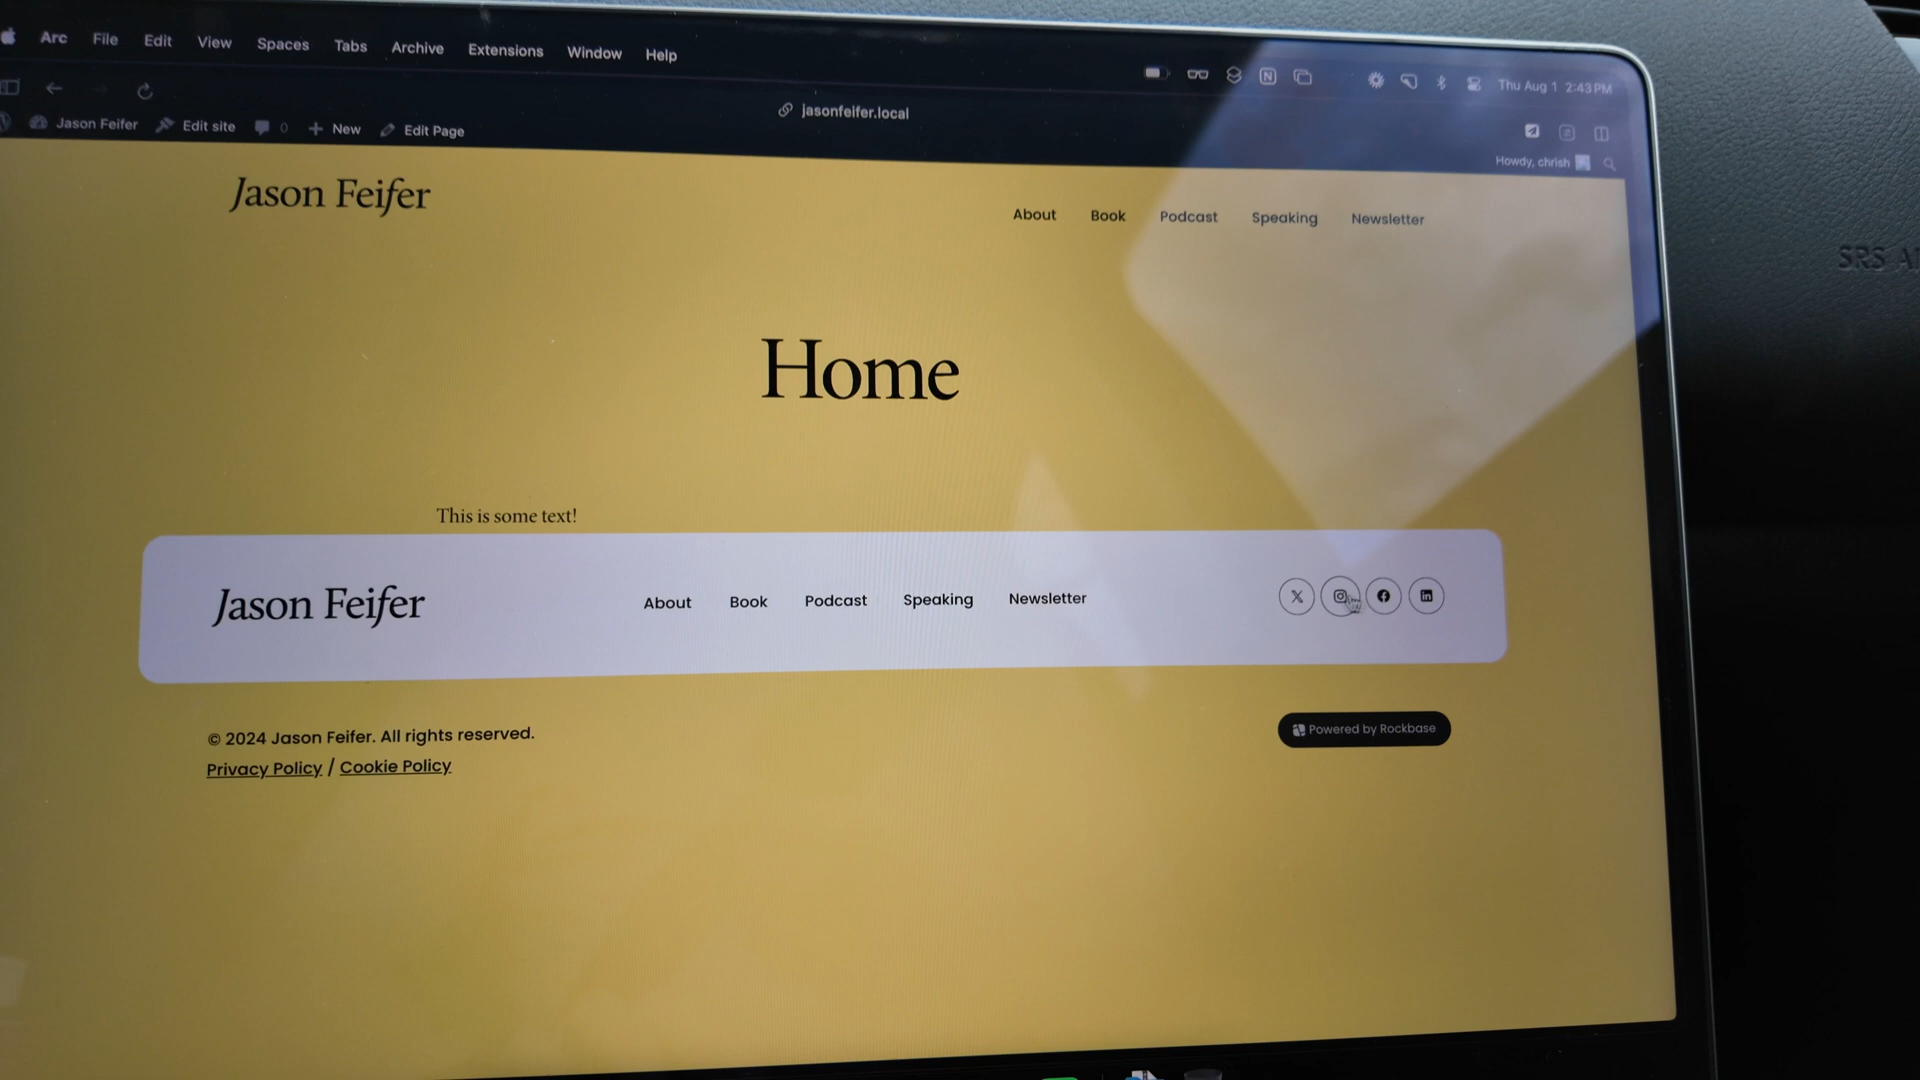 Arc File Edit View Spaces Tabs Archive Extensions Window Help
Thu Aug 1 2:43 PM
jasonfeifer.local
Jason Feifer Edit site 0 New Edit Page
Howdy, chrish
Jason Feifer
About Book Podcast Speaking Newsletter
SRS
Home
This is some text!
Jason Feifer
About Book Podcast Speaking Newsletter
© 2024 Jason Feifer. All rights reserved.
Powered by Rockbase
Privacy Policy / Cookie Policy